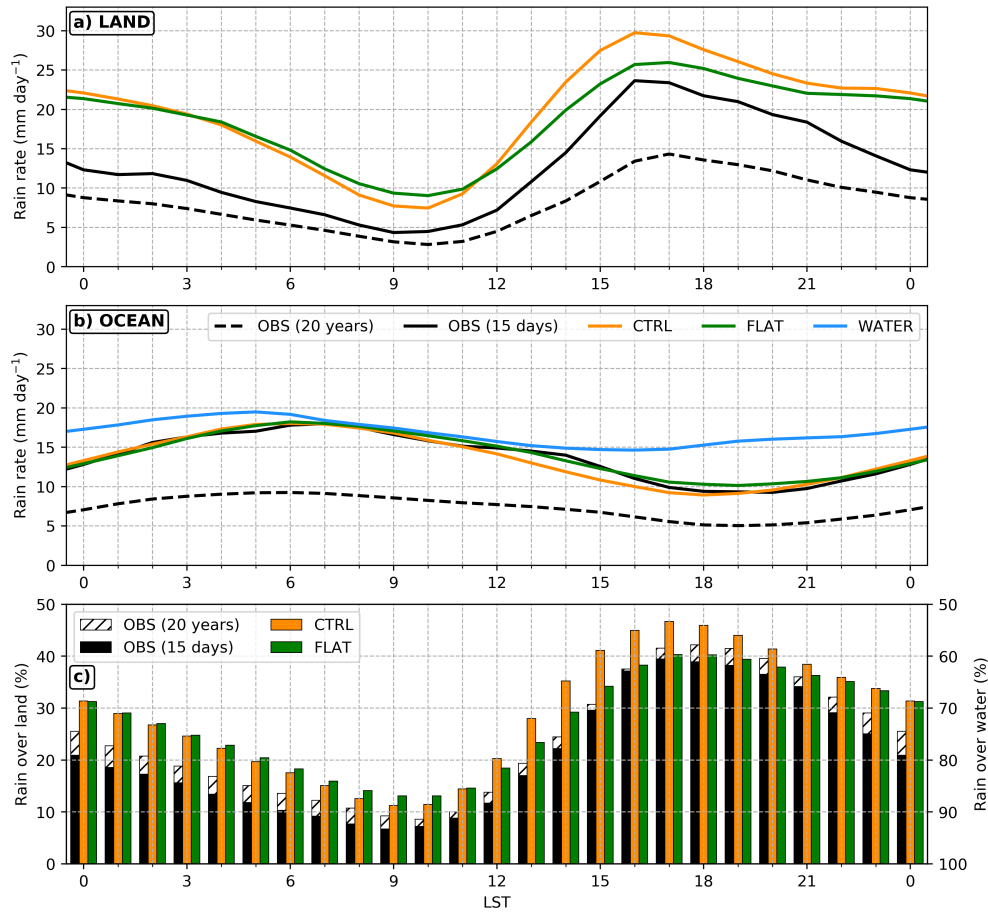 a) LAND
Rain rate (mm day⁻¹)
30
25
20
15
10
5
0
0 3 6 9 12 15 18 21 0
b) OCEAN
OBS (20 years) OBS (15 days) CTRL FLAT WATER
Rain rate (mm day⁻¹)
30
25
20
15
10
5
0
0 3 6 9 12 15 18 21 0
OBS (20 years) CTRL
OBS (15 days) FLAT
c)
Rain over land (%)
50
40
30
20
10
0
Rain over water (%)
50
60
70
80
90
100
0 3 6 9 12 15 18 21 0
LST